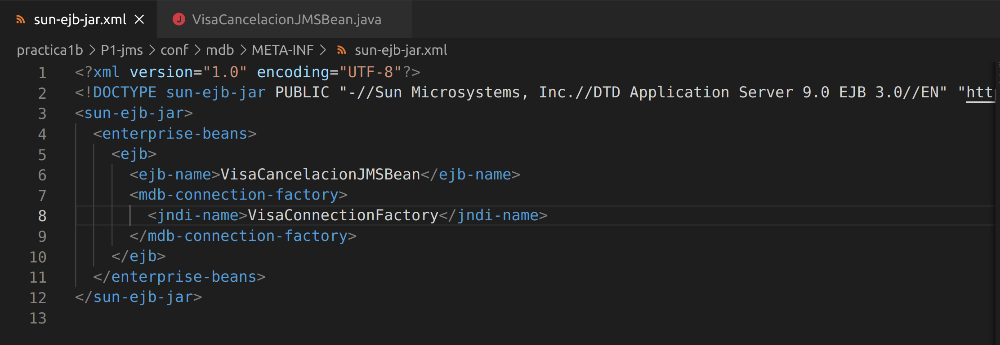 sun-ejb-jar.xml VisaCancelacionJMSBean.java
practica1b > P1-jms > conf > mdb > META-INF > sun-ejb-jar.xml
1 <?xml version="1.0" encoding="UTF-8"?>
2 <!DOCTYPE sun-ejb-jar PUBLIC "-//Sun Microsystems, Inc.//DTD Application Server 9.0 EJB 3.0//EN" "htt
3 <sun-ejb-jar>
4 <enterprise-beans>
5 <ejb>
6 <ejb-name>VisaCancelacionJMSBean</ejb-name>
7 <mdb-connection-factory>
8 <jndi-name>VisaConnectionFactory</jndi-name>
9 </mdb-connection-factory>
10 </ejb>
11 </enterprise-beans>
12 </sun-ejb-jar>
13